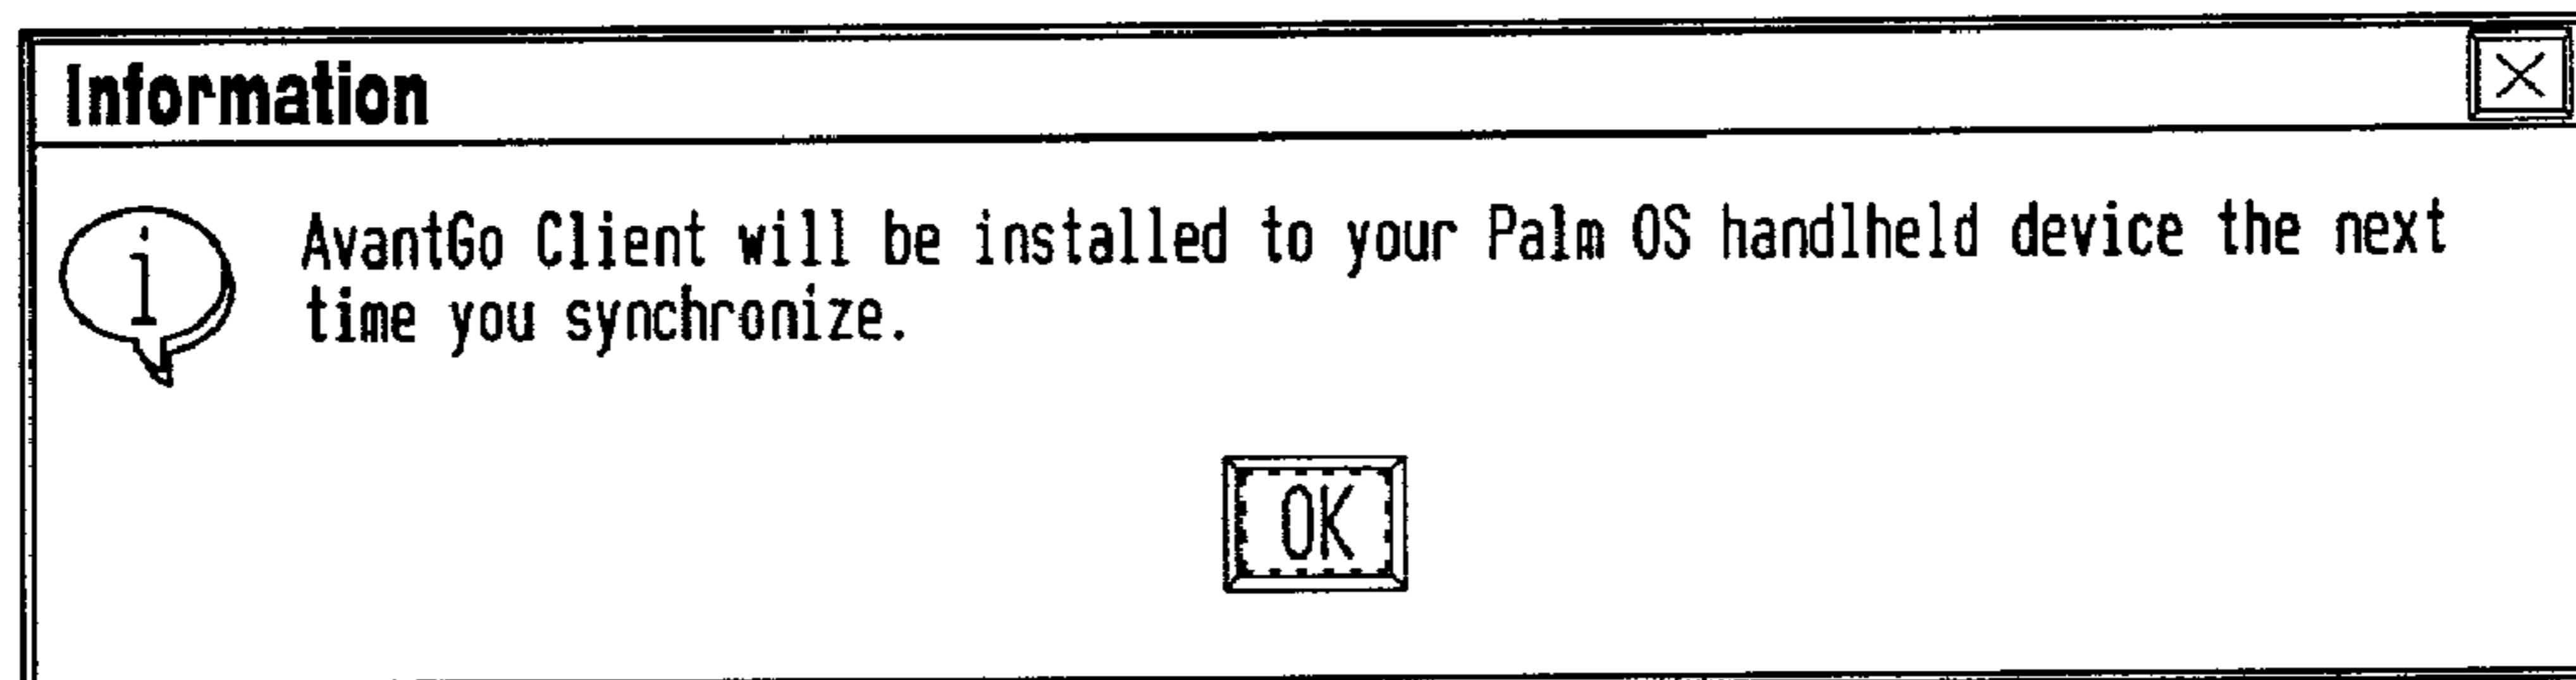 Information
i
AvantGo Client will be installed to your Palm OS handlheld device the next
time you synchronize.
OK